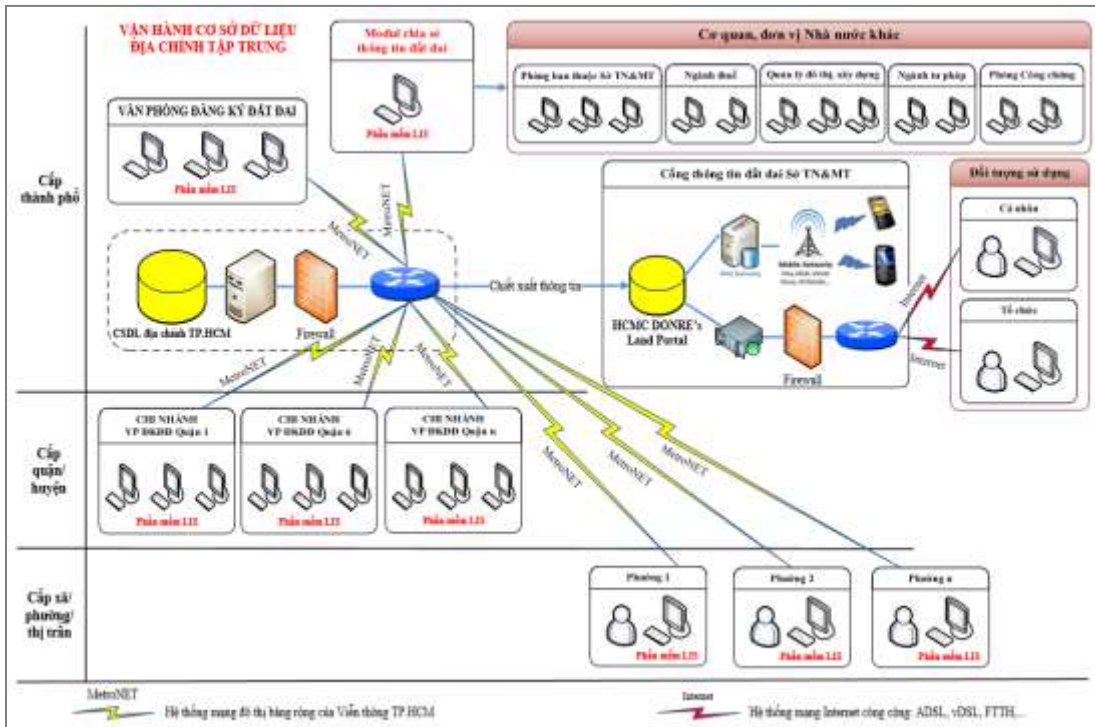 VẬN HÀNH CƠ SỞ DỮ LIỆU
ĐỊA CHÍNH TẬP TRUNG
Modul chia sẻ
thông tin đất đai
Phần mềm LIS
Cơ quan, đơn vị Nhà nước khác
Phòng ban thuộc Sở TN&MT
Ngành thuế
Quản lý đô thị, xây dựng
Ngành tư pháp
Phòng Công chứng
VĂN PHÒNG ĐĂNG KÝ ĐẤT ĐAI
Phần mềm LIS
Cấp
thành phố
MetroNET
MetroNET
Cổng thông tin đất đai Sở TN&MT
Đối tượng sử dụng
Cá nhân
Tổ chức
Mobile Networks
CSDL địa chính TP.HCM
Firewall
Chiết xuất thông tin
HCMC DONRE's
Land Portal
Firewall
Internet
Internet
MetroNET
MetroNET
MetroNET
MetroNET
MetroNET
MetroNET
Cấp
quận/
huyện
CHI NHÁNH
VP ĐKĐĐ Quận 1
Phần mềm LIS
CHI NHÁNH
VP ĐKĐĐ Quận 6
Phần mềm LIS
CHI NHÁNH
VP ĐKĐĐ Quận n
Phần mềm LIS
Cấp xã/
phường/
thị trấn
Phường 1
Phần mềm LIS
Phường 2
Phần mềm LIS
Phường n
Phần mềm LIS
MetroNET
Hệ thống mạng đô thị băng rộng của Viễn thông TP.HCM
Internet
Hệ thống mạng Internet công cộng: ADSL, vDSL, FTTH,...